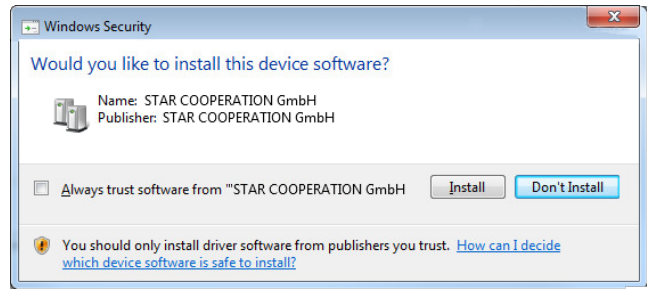 Windows Security
Would you like to install this device software?
Name: STAR COOPERATION GmbH
Publisher: STAR COOPERATION GmbH
Always trust software from "'STAR COOPERATION GmbH
Install
Don't Install
You should only install driver software from publishers you trust. How can I decide
which device software is safe to install?